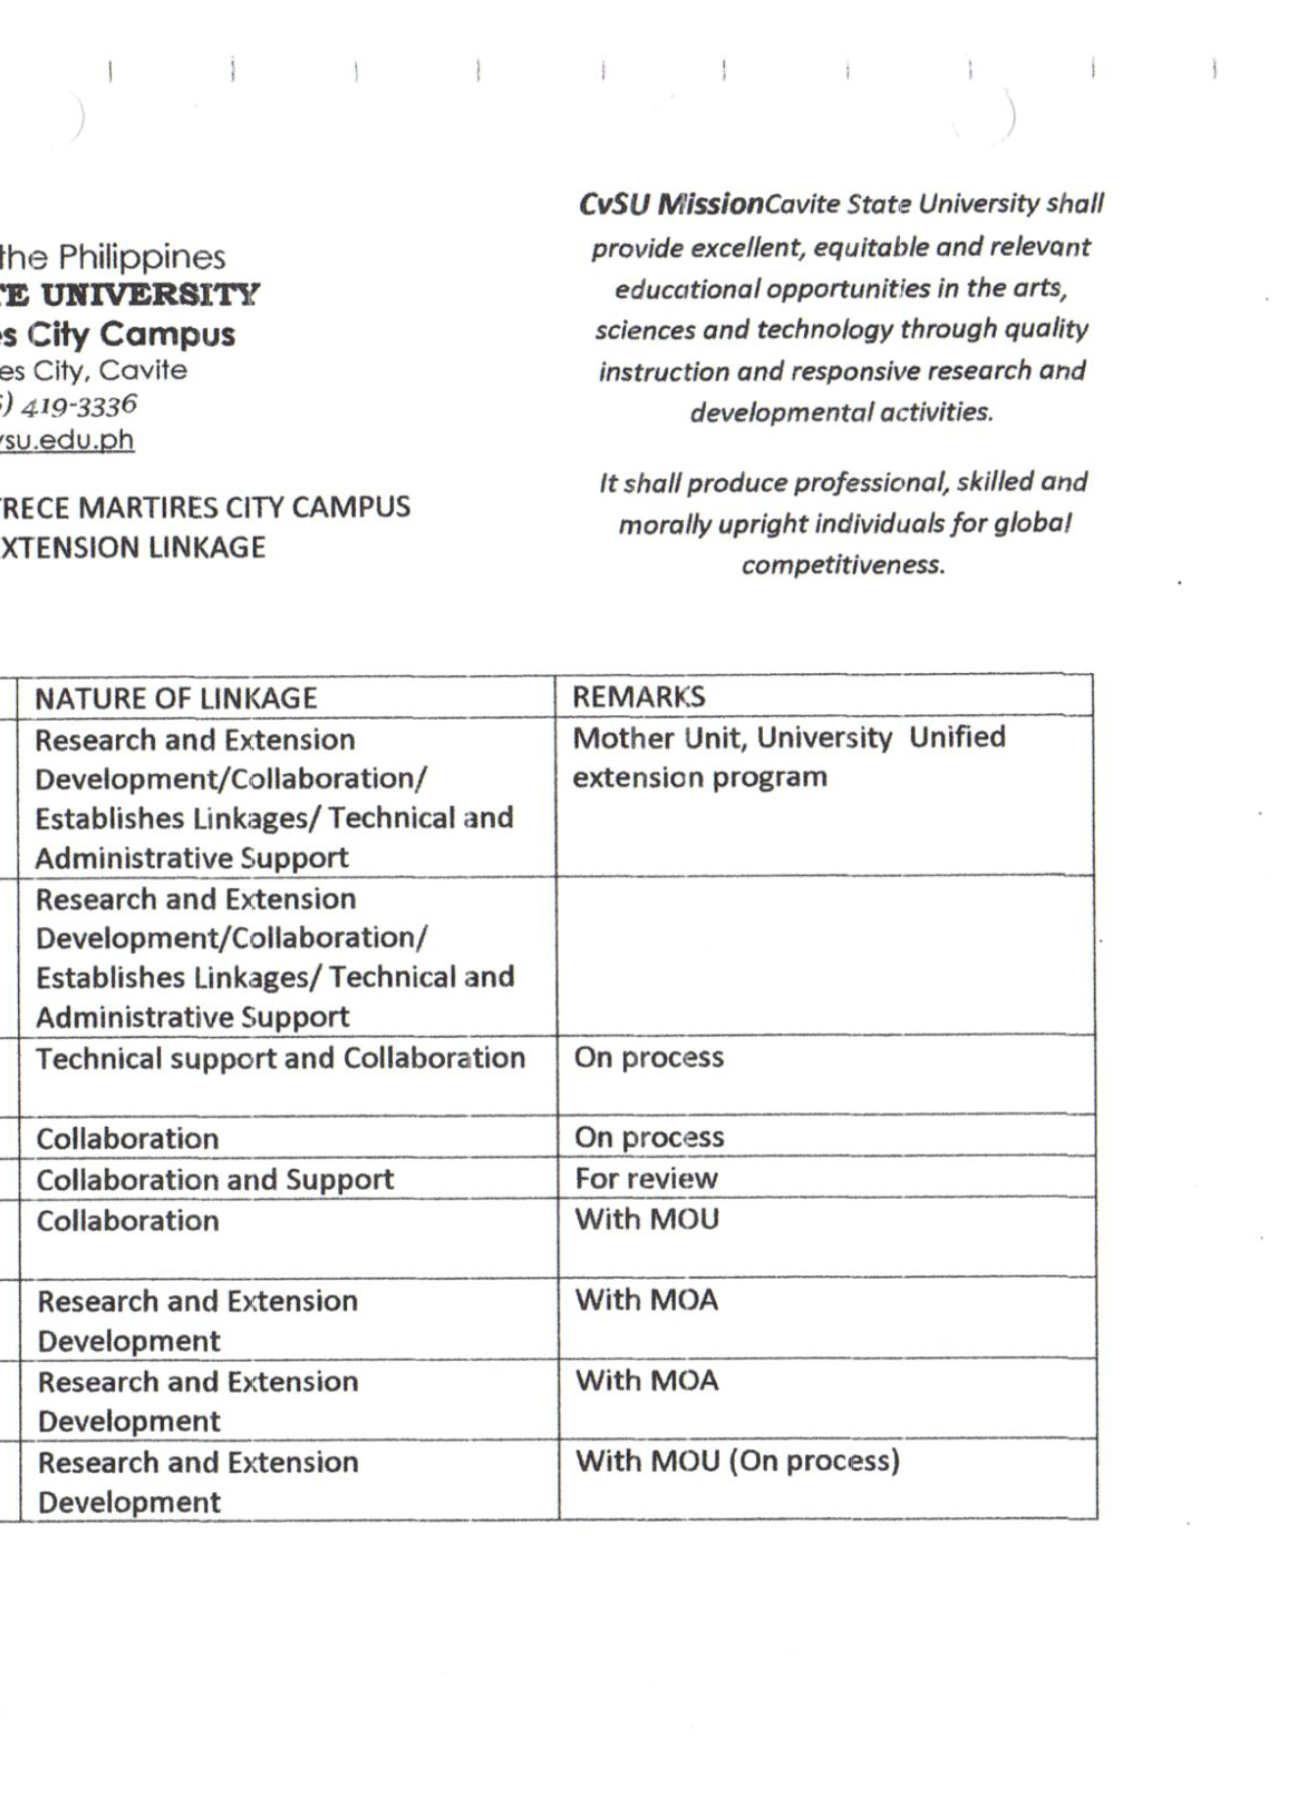 CvSU MissionCavite State University shall
provide excellent, equitable and relevant
educational opportunities in the arts,
sciences and technology through quality
instruction and responsive research and
developmental activities.
It shall produce professional, skilled and
morally upright individuals for global
competitiveness.
the Philippines
TE UNIVERSITY
es City Campus
es City, Cavite
) 419-3336
vsu.edu.ph
TRECE MARTIRES CITY CAMPUS
EXTENSION LINKAGE
NATURE OF LINKAGE REMARKS
Research and Extension Mother Unit, University Unified
Development/Collaboration/ extension program
Establishes Linkages/ Technical and
Administrative Support
Research and Extension
Development/Collaboration/
Establishes Linkages/ Technical and
Administrative Support
Technical support and Collaboration On process
Collaboration On process
Collaboration and Support For review
Collaboration With MOU
Research and Extension With MOA
Development
Research and Extension With MOA
Development
Research and Extension With MOU (On process)
Development